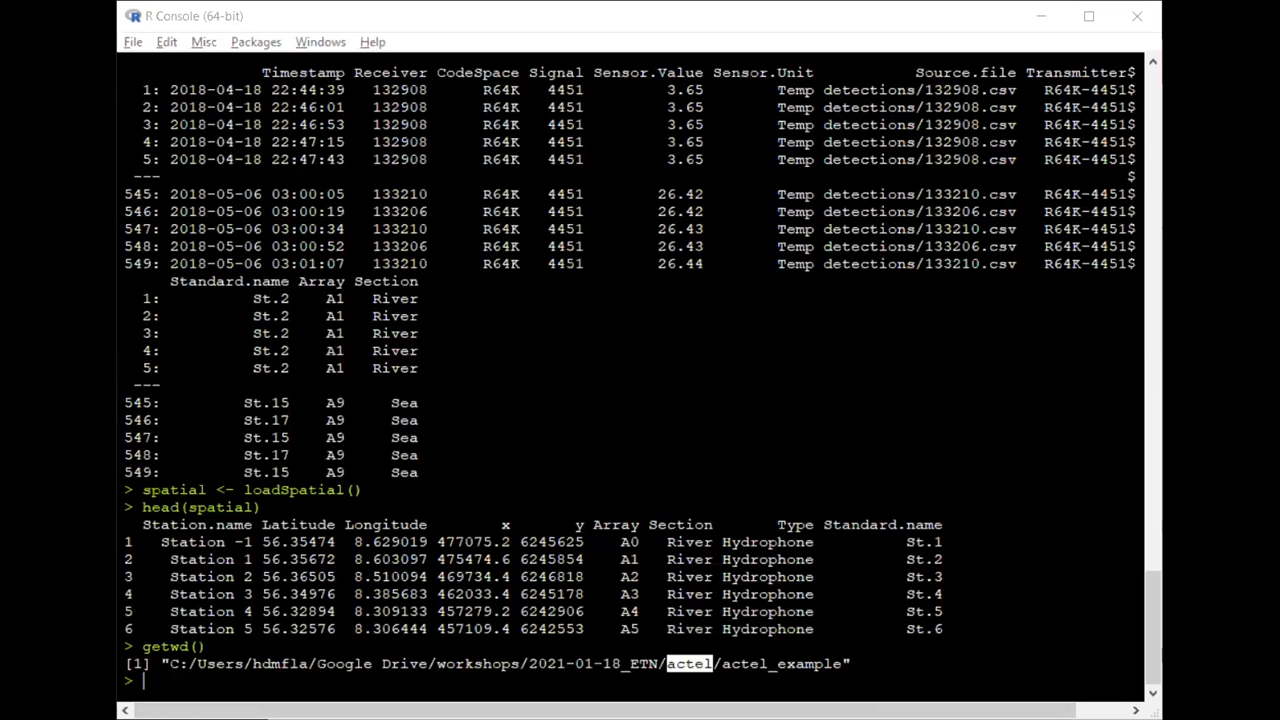 R Console (64-bit)
File Edit Misc Packages Windows Help
Timestamp Receiver CodeSpace Signal Sensor.Value Sensor.Unit Source.file Transmitter$
1: 2018-04-18 22:44:39 132908 R64K 4451 3.65 Temp detections/132908.csv R64K-4451$
2: 2018-04-18 22:46:01 132908 R64K 4451 3.65 Temp detections/132908.csv R64K-4451$
3: 2018-04-18 22:46:53 132908 R64K 4451 3.65 Temp detections/132908.csv R64K-4451$
4: 2018-04-18 22:47:15 132908 R64K 4451 3.65 Temp detections/132908.csv R64K-4451$
5: 2018-04-18 22:47:43 132908 R64K 4451 3.65 Temp detections/132908.csv R64K-4451$
--- $
545: 2018-05-06 03:00:05 133210 R64K 4451 26.42 Temp detections/133210.csv R64K-4451$
546: 2018-05-06 03:00:19 133206 R64K 4451 26.42 Temp detections/133206.csv R64K-4451$
547: 2018-05-06 03:00:34 133210 R64K 4451 26.43 Temp detections/133210.csv R64K-4451$
548: 2018-05-06 03:00:52 133206 R64K 4451 26.43 Temp detections/133206.csv R64K-4451$
549: 2018-05-06 03:01:07 133210 R64K 4451 26.44 Temp detections/133210.csv R64K-4451$
Standard.name Array Section
1: St.2 A1 River
2: St.2 A1 River
3: St.2 A1 River
4: St.2 A1 River
5: St.2 A1 River
---
545: St.15 A9 Sea
546: St.17 A9 Sea
547: St.15 A9 Sea
548: St.17 A9 Sea
549: St.15 A9 Sea
> spatial <- loadSpatial()
> head(spatial)
Station.name Latitude Longitude x y Array Section Type Standard.name
1 Station -1 56.35474 8.629019 477075.2 6245625 A0 River Hydrophone St.1
2 Station 1 56.35672 8.603097 475474.6 6245854 A1 River Hydrophone St.2
3 Station 2 56.36505 8.510094 469734.4 6246818 A2 River Hydrophone St.3
4 Station 3 56.34976 8.385683 462033.4 6245178 A3 River Hydrophone St.4
5 Station 4 56.32894 8.309133 457279.2 6242906 A4 River Hydrophone St.5
6 Station 5 56.32576 8.306444 457109.4 6242553 A5 River Hydrophone St.6
> getwd()
[1] "C:/Users/hdmfla/Google Drive/workshops/2021-01-18_ETN/actel/actel_example"
>